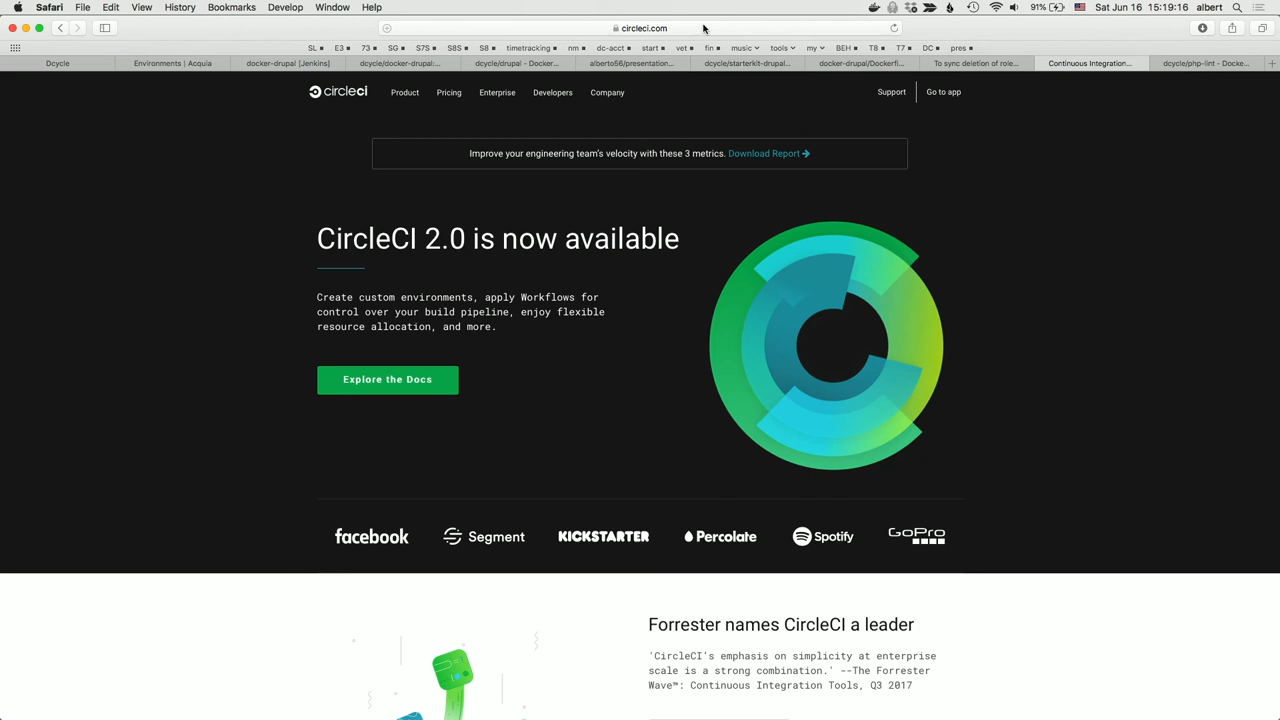 Safari File Edit View History Bookmarks Develop Window Help 91% Sat Jun 16 15:19:16 albert
circleci.com
SL E3 73 SG S7S S8S S8 timetracking nm dc-acct start vet fin music tools my BEH T8 T7 DC pres
Dcycle Environments | Acquia docker-drupal [Jenkins] dcycle/docker-drupal:... dcycle/drupal - Docker... alberto56/presentation... dcycle/starterkit-drupal... docker-drupal/Dockerfi... To sync deletion of role... Continuous Integration... dcycle/php-lint - Docke...
circleci Product Pricing Enterprise Developers Company Support Go to app
Improve your engineering team's velocity with these 3 metrics. Download Report
CircleCI 2.0 is now available
Create custom environments, apply Workflows for
control over your build pipeline, enjoy flexible
resource allocation, and more.
Explore the Docs
facebook Segment KICKSTARTER Percolate Spotify GoPro
Forrester names CircleCI a leader
'CircleCI's emphasis on simplicity at enterprise
scale is a strong combination.' --The Forrester
Wave™: Continuous Integration Tools, Q3 2017